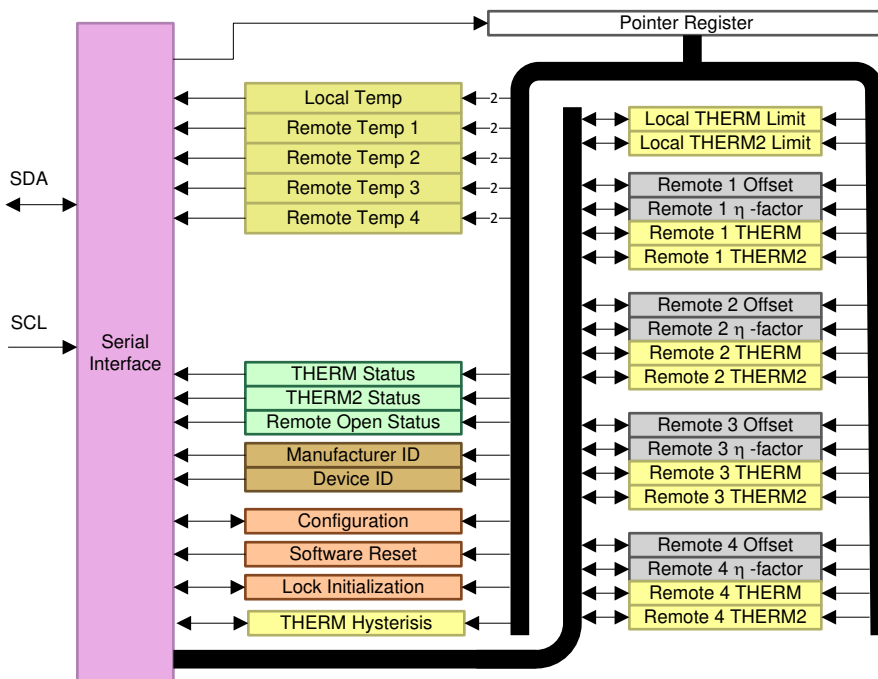 Pointer Register
SDA
SCL
Serial
Interface
Local Temp
2
Remote Temp 1
2
Remote Temp 2
2
Remote Temp 3
2
Remote Temp 4
2
THERM Status
THERM2 Status
Remote Open Status
Manufacturer ID
Device ID
Configuration
Software Reset
Lock Initialization
THERM Hysterisis
Local THERM Limit
Local THERM2 Limit
Remote 1 Offset
Remote 1 η -factor
Remote 1 THERM
Remote 1 THERM2
Remote 2 Offset
Remote 2 η -factor
Remote 2 THERM
Remote 2 THERM2
Remote 3 Offset
Remote 3 η -factor
Remote 3 THERM
Remote 3 THERM2
Remote 4 Offset
Remote 4 η -factor
Remote 4 THERM
Remote 4 THERM2